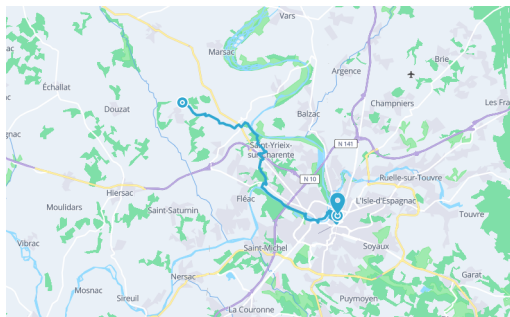 Vars
Marsac
Brie
Argence
Échallat
Champniers
Les Fra
Douzat
Balzac
gnac
N 141
Saint-Yrieix-
sur-Charente
N 10
Ruelle-sur-Touvre
Hiersac
Fléac
L'Isle-d'Espagnac
Moulidars
Saint-Saturnin
Touvre
Vibrac
Saint-Michel
Soyaux
Nersac
Garat
Mosnac
Sireuil
Puymoyen
La Couronne